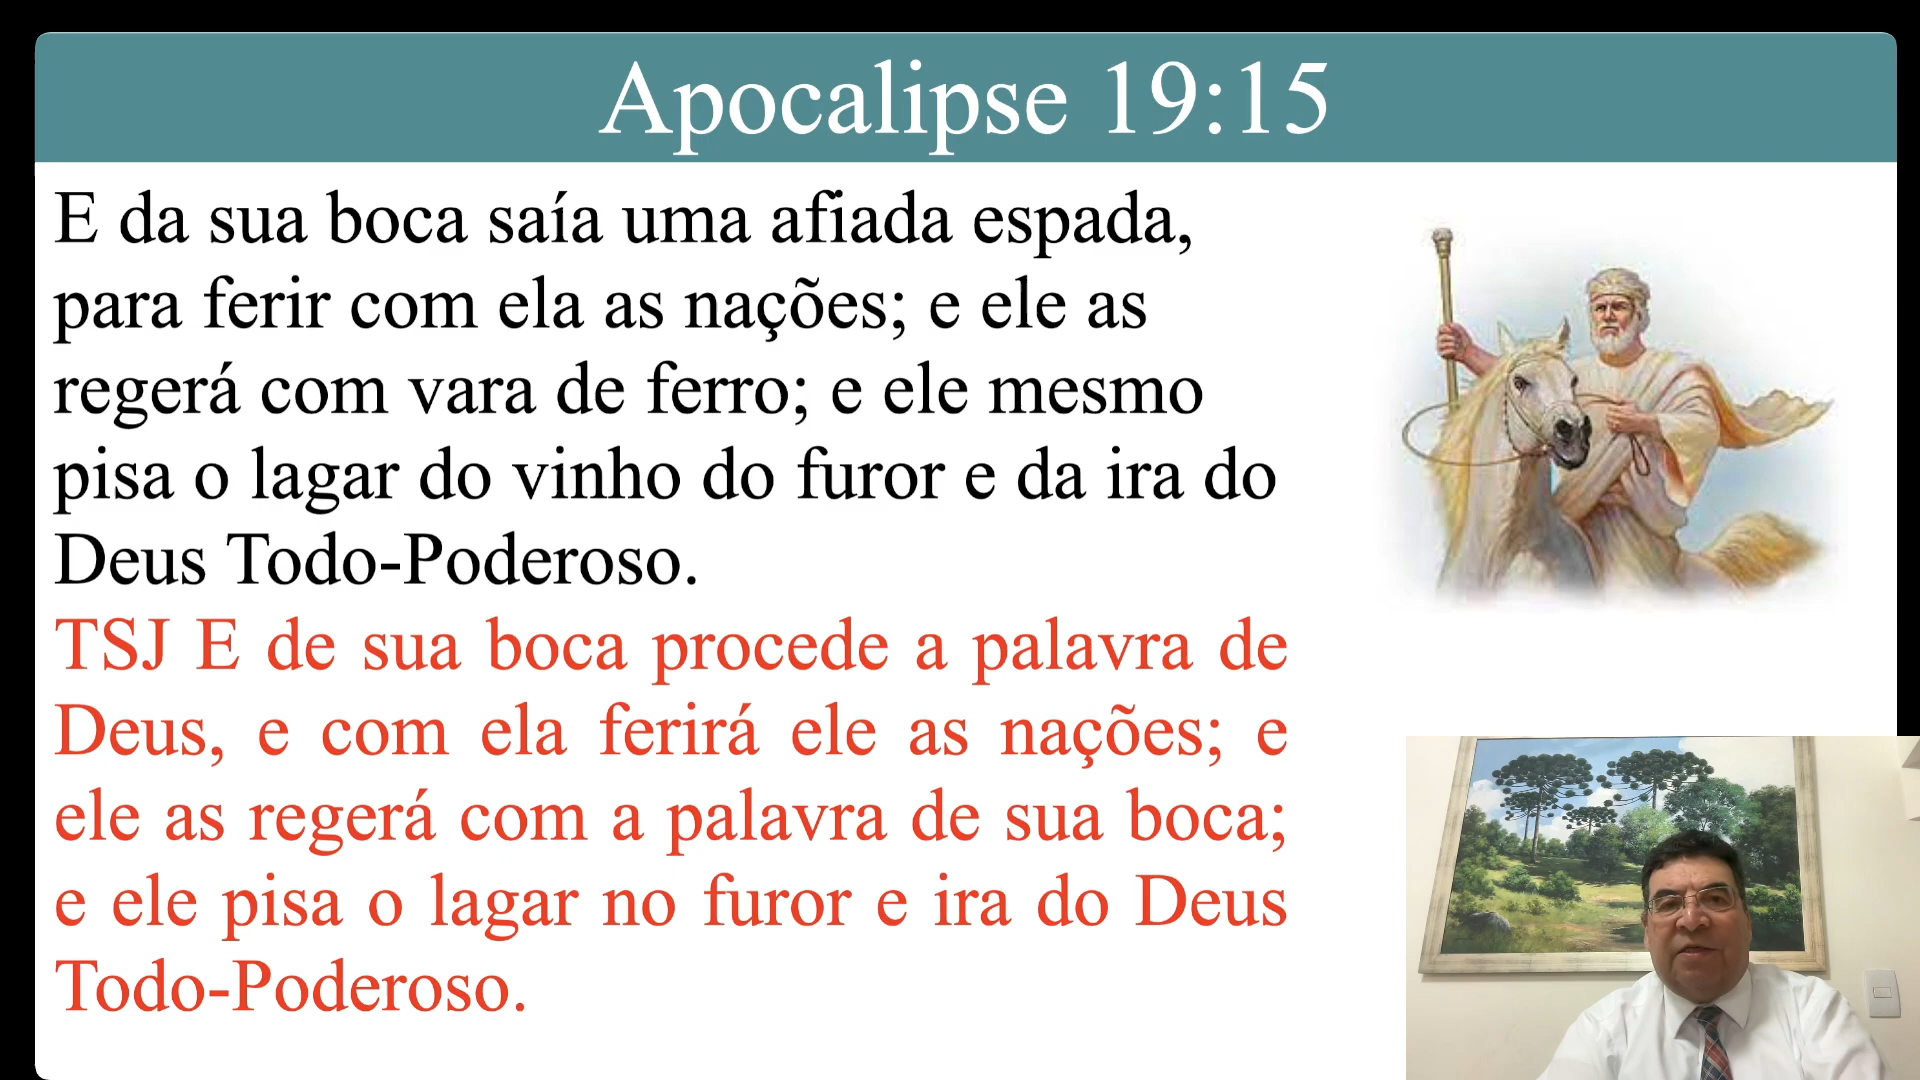 Apocalipse 19:15
E da sua boca saía uma afiada espada,
para ferir com ela as nações; e ele as
regerá com vara de ferro; e ele mesmo
pisa o lagar do vinho do furor e da ira do
Deus Todo-Poderoso.
TSJ E de sua boca procede a palavra de
Deus, e com ela ferirá ele as nações; e
ele as regerá com a palavra de sua boca;
e ele pisa o lagar no furor e ira do Deus
Todo-Poderoso.